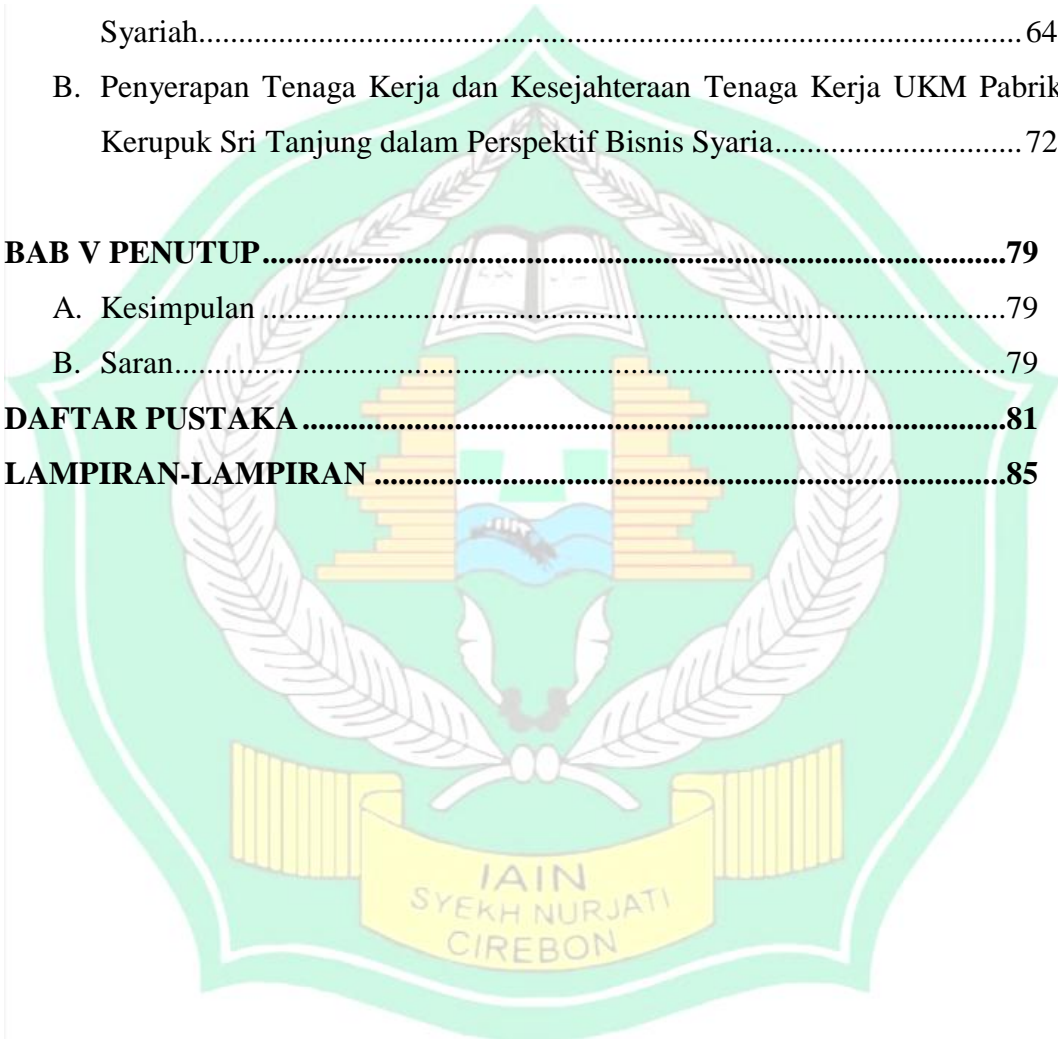 Syariah.......................................................................................................64
B. Penyerapan Tenaga Kerja dan Kesejahteraan Tenaga Kerja UKM Pabrik
Kerupuk Sri Tanjung dalam Perspektif Bisnis Syaria...............................72
BAB V PENUTUP.............................................................................................79
A. Kesimpulan .............................................................................................79
B. Saran........................................................................................................79
DAFTAR PUSTAKA ........................................................................................81
LAMPIRAN-LAMPIRAN ...............................................................................85
IAIN
SYEKH NURJATI
CIREBON